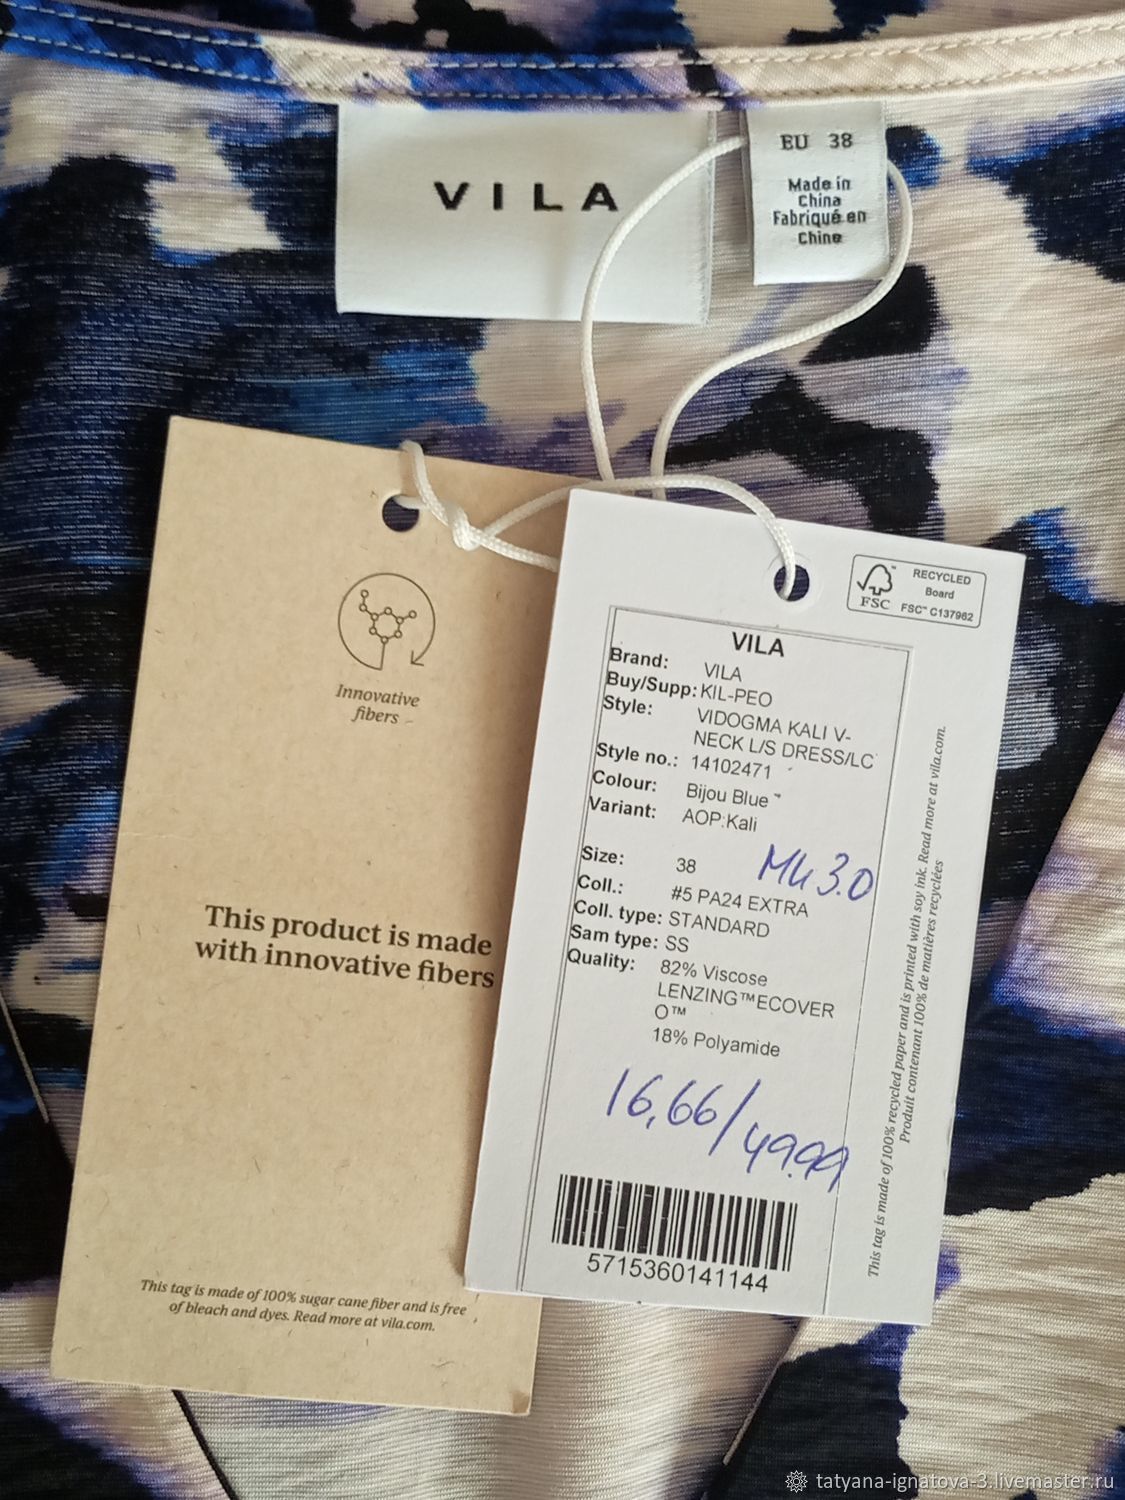 VILA
EU 38
Made in
China
Fabriqué en
Chine
Innovative
fibers
This product is made
with innovative fibers
This tag is made of 100% sugar cane fiber and is free
of bleach and dyes. Read more at vila.com.
FSC™
RECYCLED
Board
FSC™ C137962
VILA
Brand: VILA
Buy/Supp: KIL-PEO
Style: VIDOGMA KALI V-
NECK L/S DRESS/LC
Style no.: 14102471
Colour: Bijou Blue
Variant: AOP:Kali
Size: 38
Coll.: #5 PA24 EXTRA
Coll. type: STANDARD
Sam type: SS
Quality: 82% Viscose
LENZING™ECOVER
O™
18% Polyamide
16,66/49.99
5715360141144
This tag is made of 100% recycled paper and is printed with soy ink. Read more at vila.com.
Produit contenant 100% de matières recyclées
tatyana-ignatova-3.livemaster.ru